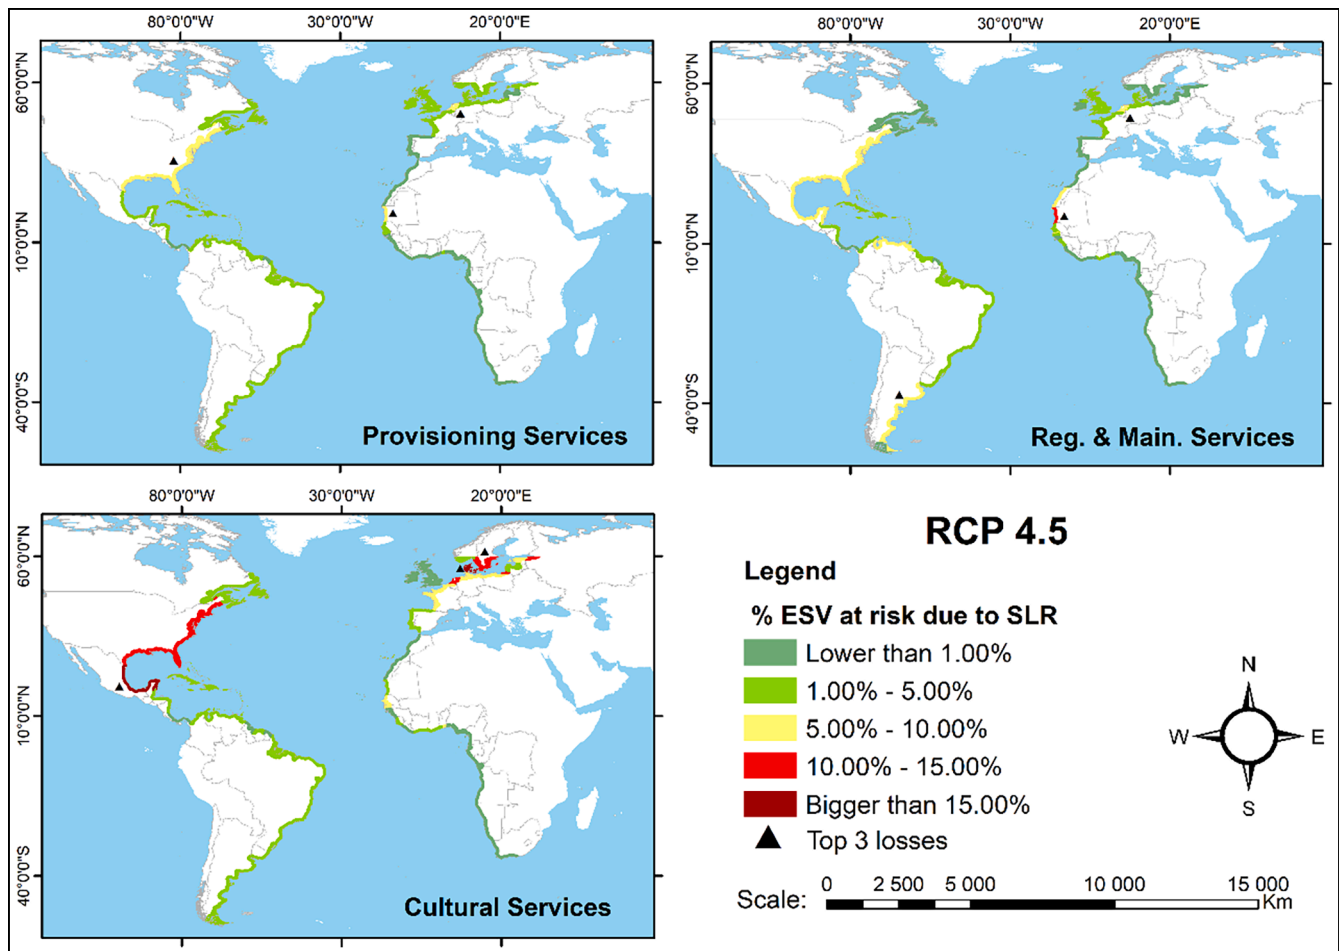 80°0'0"W 30°0'0"W 20°0'0"E
60°0'0"N
10°0'0"N
40°0'0"S
Provisioning Services
80°0'0"W 30°0'0"W 20°0'0"E
60°0'0"N
10°0'0"N
40°0'0"S
Reg. & Main. Services
80°0'0"W 30°0'0"W 20°0'0"E
60°0'0"N
10°0'0"N
40°0'0"S
Cultural Services
RCP 4.5
Legend
% ESV at risk due to SLR
Lower than 1.00%
1.00% - 5.00%
5.00% - 10.00%
10.00% - 15.00%
Bigger than 15.00%
Top 3 losses
N
W E
S
Scale: 0 2 500 5 000 10 000 15 000
Km